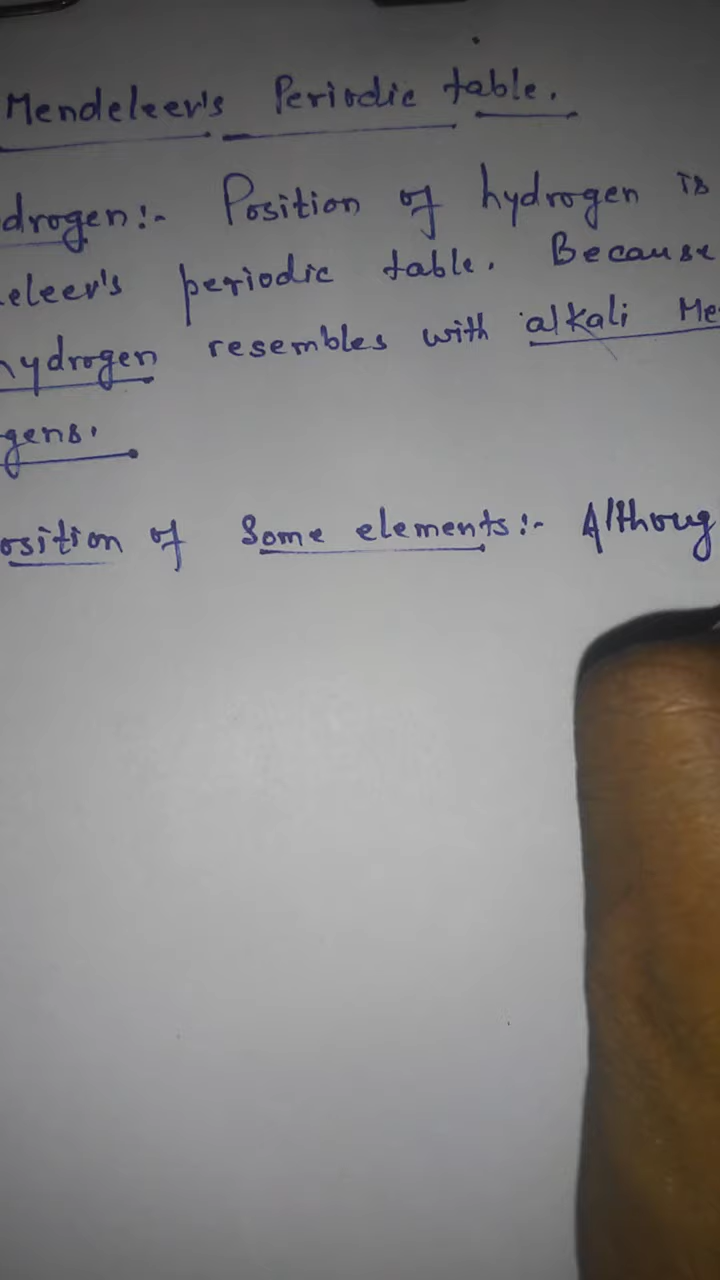 Mendeleev's Periodic table.
drogen:- Position of hydrogen is
eleev's periodic table. Because
hydrogen resembles with alkali Me
gens.
osition of Some elements:- Althoug